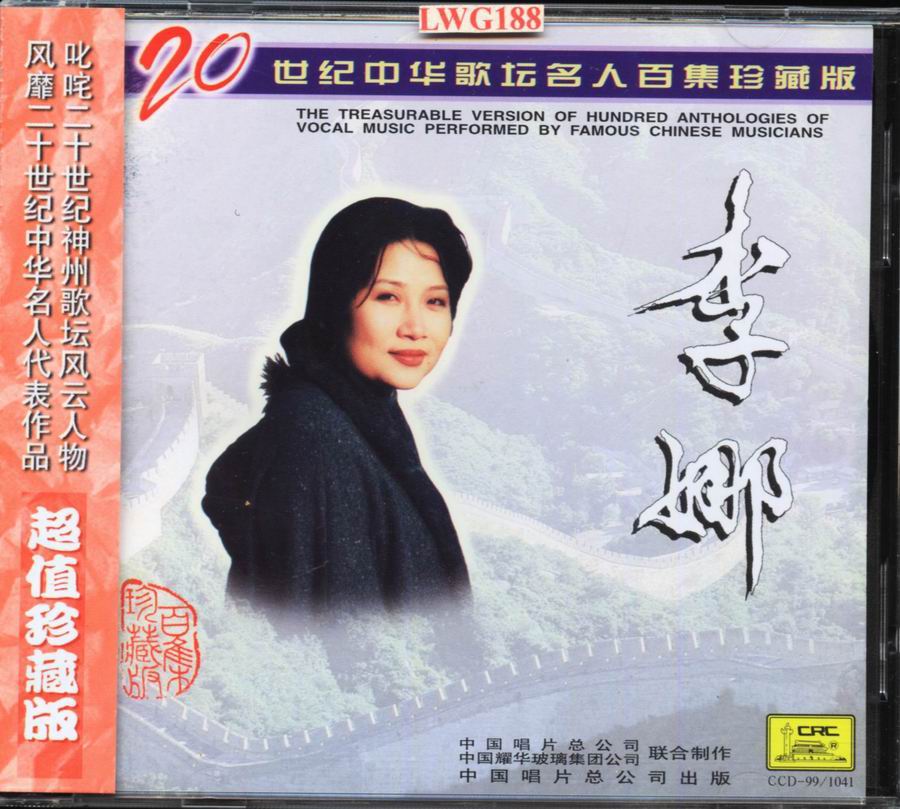 LWG188
叱咤二十世纪神州歌坛风云人物
风靡二十世纪中华名人代表作品
超值珍藏版
20世纪中华歌坛名人百集珍藏版
THE TREASURABLE VERSION OF HUNDRED ANTHOLOGIES OF
VOCAL MUSIC PERFORMED BY FAMOUS CHINESE MUSICIANS
李娜
百集
珍藏版
中国唱片总公司
中国耀华玻璃集团公司
联合制作
中国唱片总公司出版
CRC
®
CCD-99/1041